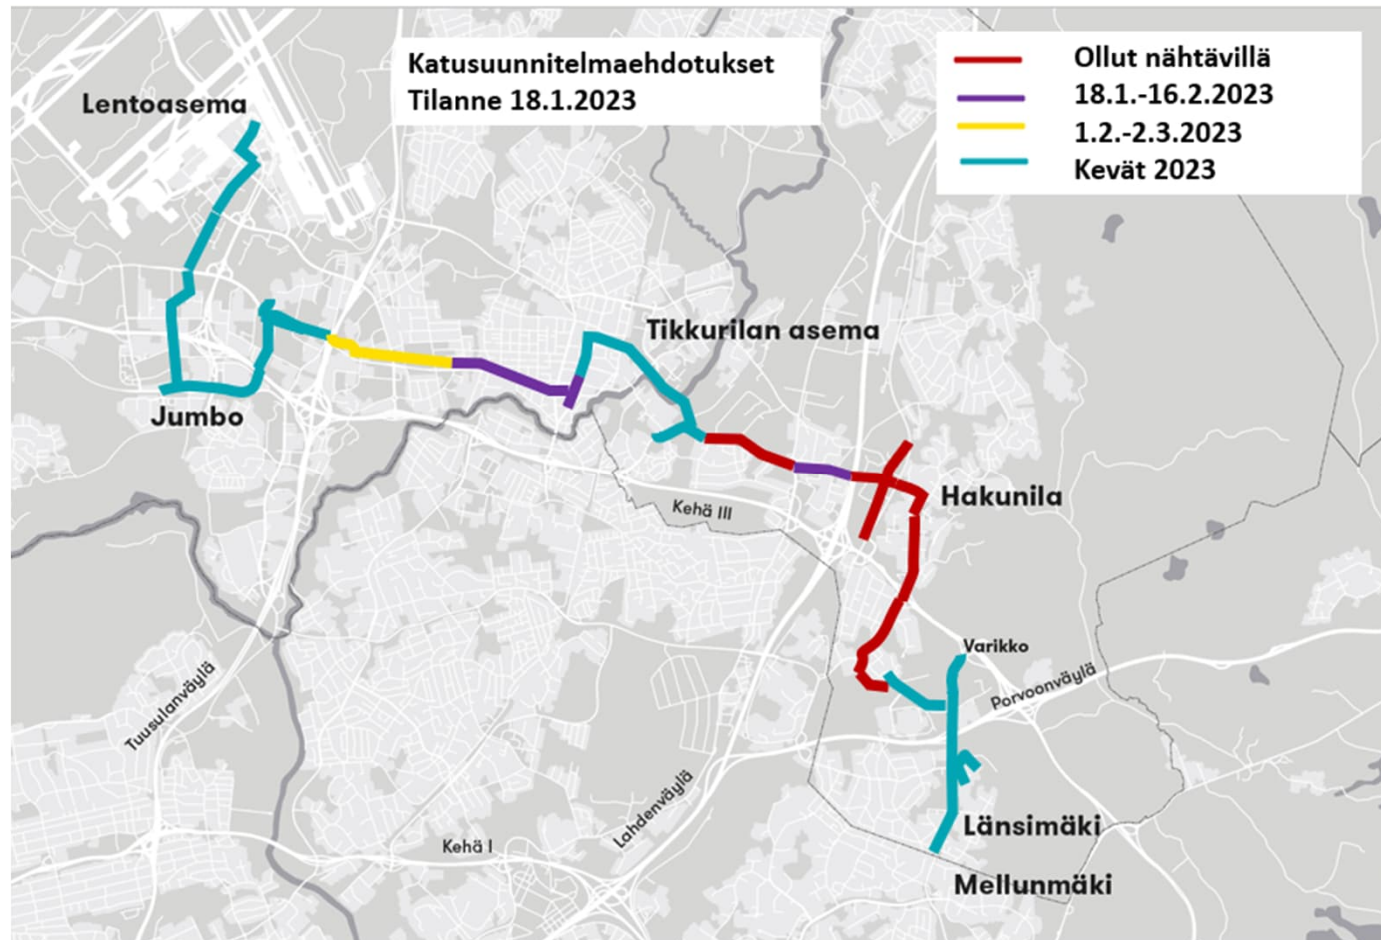 Katusuunnitelmaehdotukset
Tilanne 18.1.2023
Ollut nähtävillä
18.1.-16.2.2023
1.2.-2.3.2023
Kevät 2023
Lentoasema
Tikkurilan asema
Jumbo
Hakunila
Kehä III
Varikko
Porvoonväylä
Tuusulanväylä
Lahdenväylä
Länsimäki
Kehä I
Mellunmäki